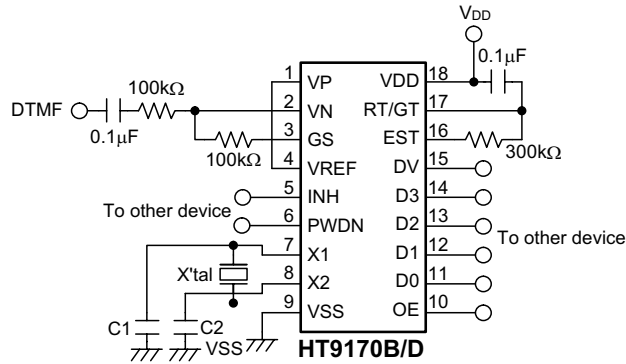 VDD
0.1μF
100kΩ
DTMF
0.1μF
100kΩ
1 VP VDD 18
2 VN RT/GT 17
3 GS EST 16
300kΩ
4 VREF DV 15
5 INH D3 14
To other device
6 PWDN D2 13
To other device
7 X1 D1 12
X'tal
8 X2 D0 11
9 VSS OE 10
C1 C2
VSS
HT9170B/D